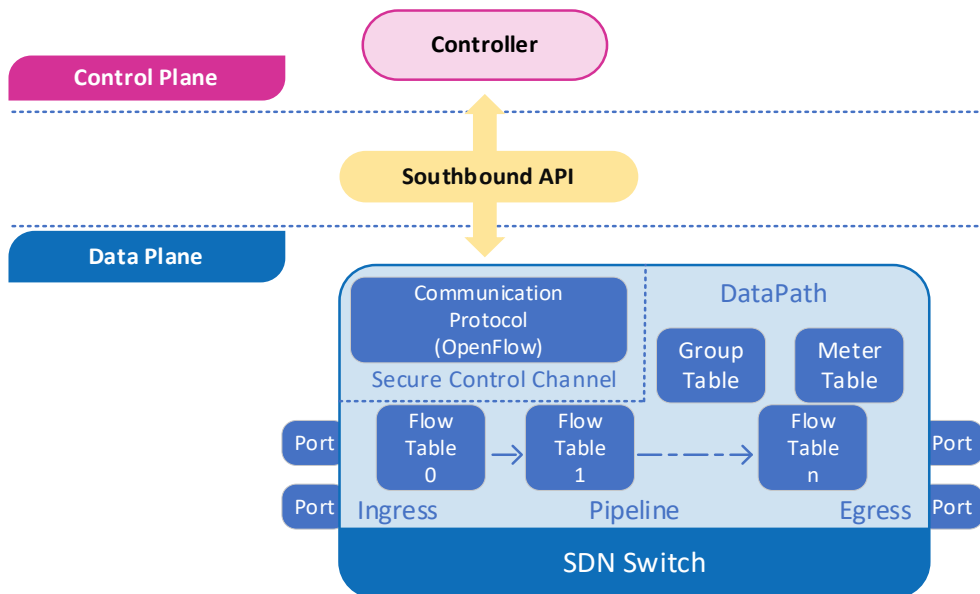 Controller
Control Plane
Southbound API
Data Plane
Communication
Protocol
(OpenFlow)
Secure Control Channel
DataPath
Group
Table
Meter
Table
Port
Port
Flow
Table
0
Flow
Table
1
Flow
Table
n
Port
Port
Ingress
Pipeline
Egress
SDN Switch